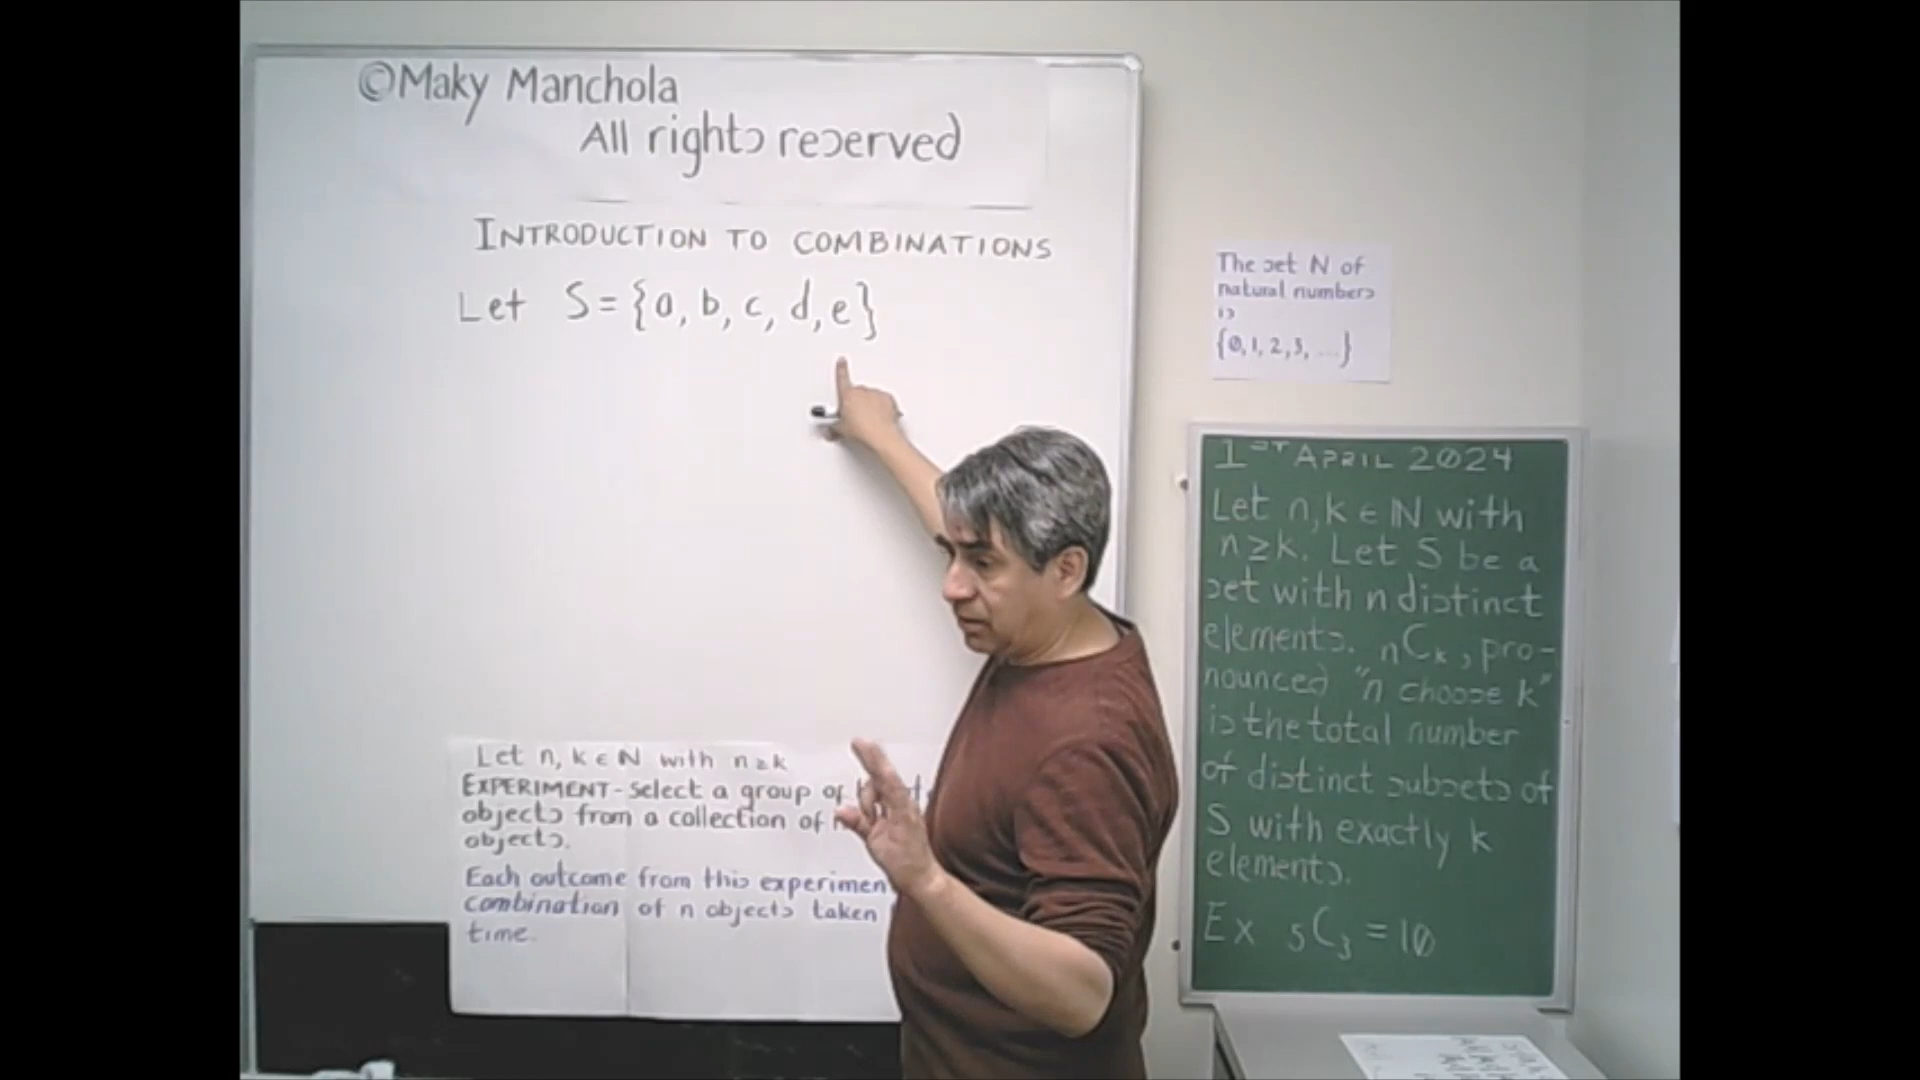 ©Maky Manchola
All rights reserved
INTRODUCTION TO COMBINATIONS
Let S = {a, b, c, d, e}
Let n, k ∈ N with n ≥ k
EXPERIMENT - Select a group of
objects from a collection of
objects.
Each outcome from this experimen
combination of n objects taken
time.
The set N of
natural numbers
is
{0, 1, 2, 3, ...}
1ST APRIL 2024
Let n, k ∈ N with
n ≥ k. Let S be a
set with n distinct
elements. nCk, pro-
nounced "n choose k"
is the total number
of distinct subsets of
S with exactly k
elements.
Ex 5C3 = 10